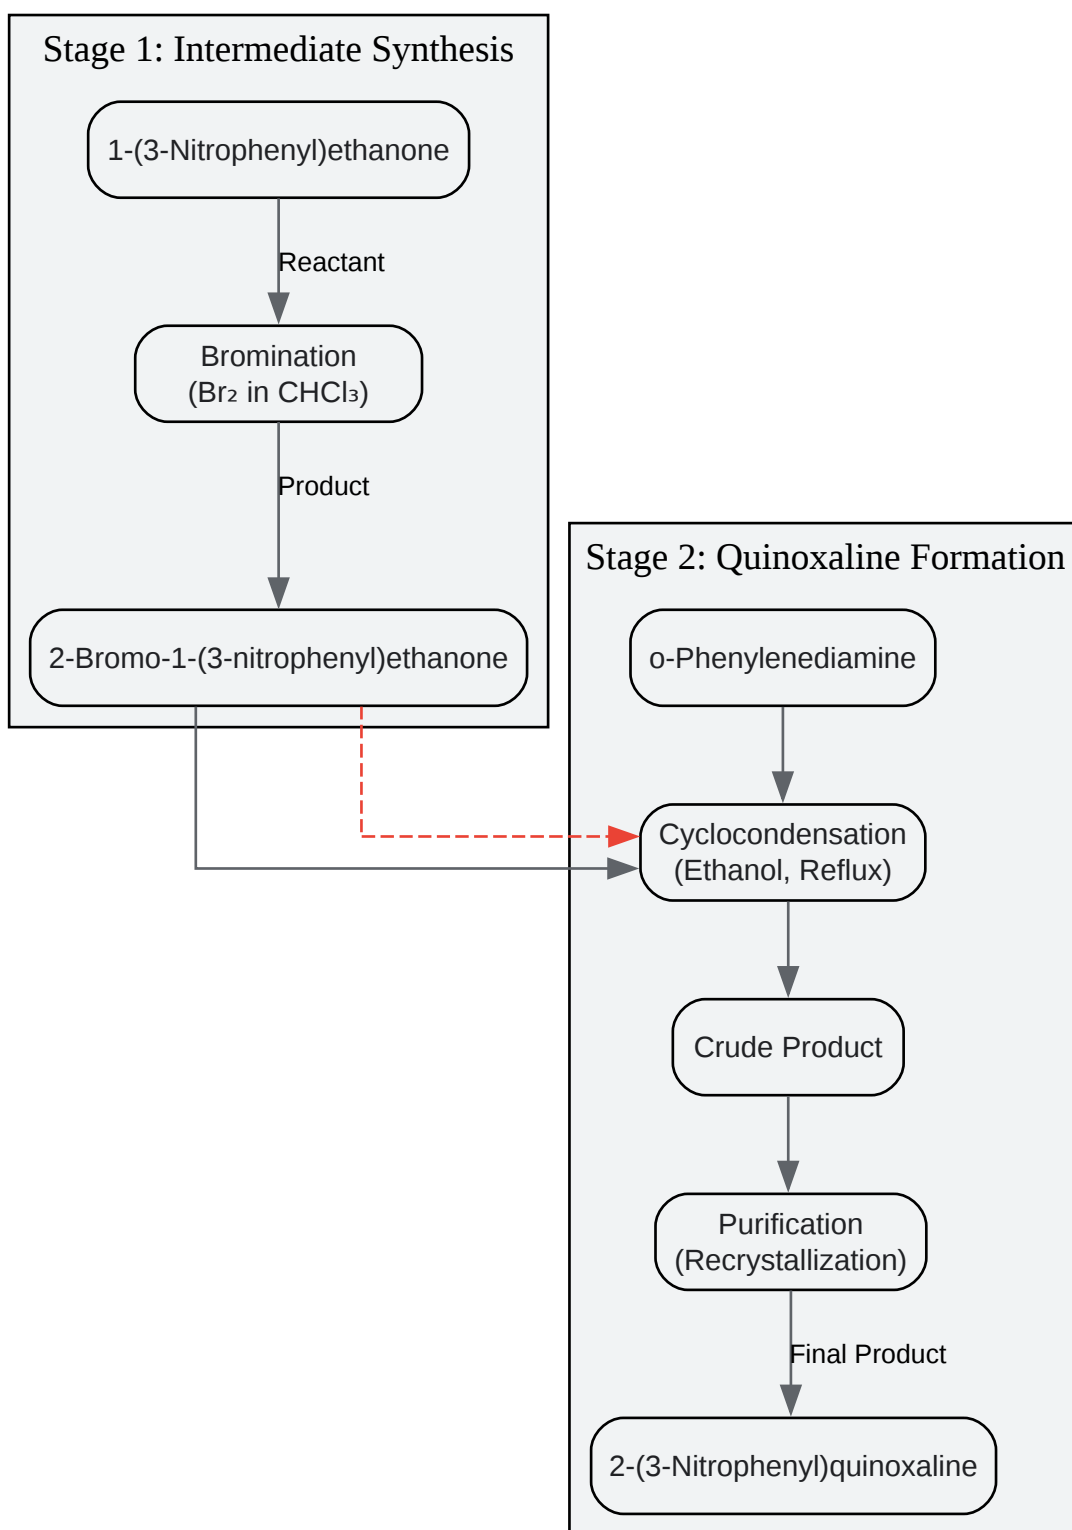 Stage 1: Intermediate Synthesis
1-(3-Nitrophenyl)ethanone
Reactant
Bromination
(Br₂ in CHCl₃)
Product
2-Bromo-1-(3-nitrophenyl)ethanone
Stage 2: Quinoxaline Formation
o-Phenylenediamine
Cyclocondensation
(Ethanol, Reflux)
Crude Product
Purification
(Recrystallization)
Final Product
2-(3-Nitrophenyl)quinoxaline